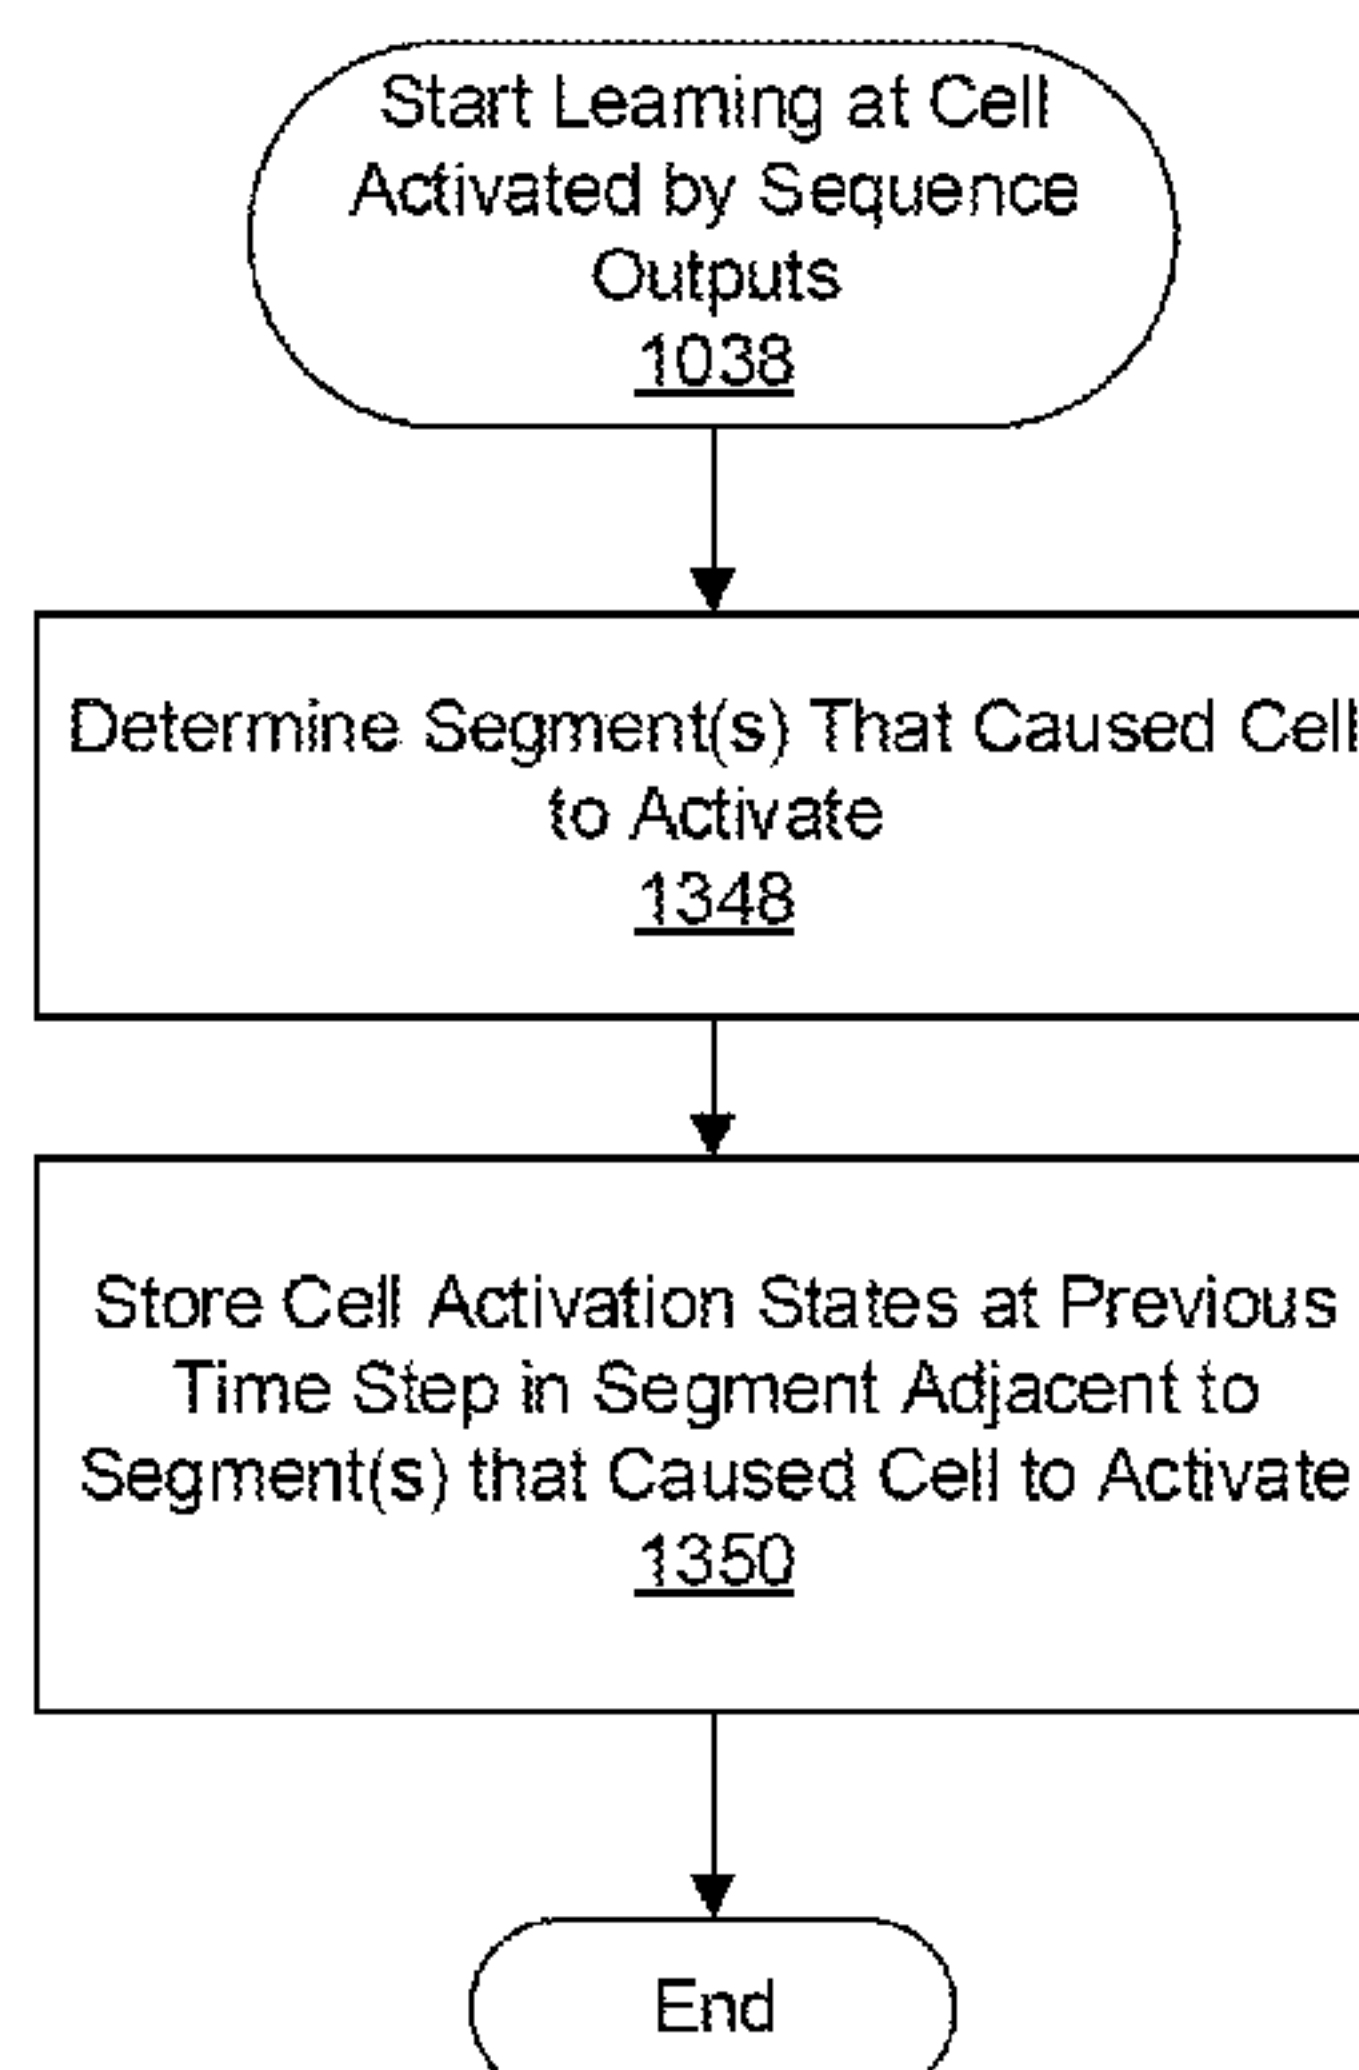 Start Learning at Cell
Activated by Sequence
Outputs
1038
Determine Segment(s) That Caused Cell
to Activate
1348
Store Cell Activation States at Previous
Time Step in Segment Adjacent to
Segment(s) that Caused Cell to Activate
1350
End